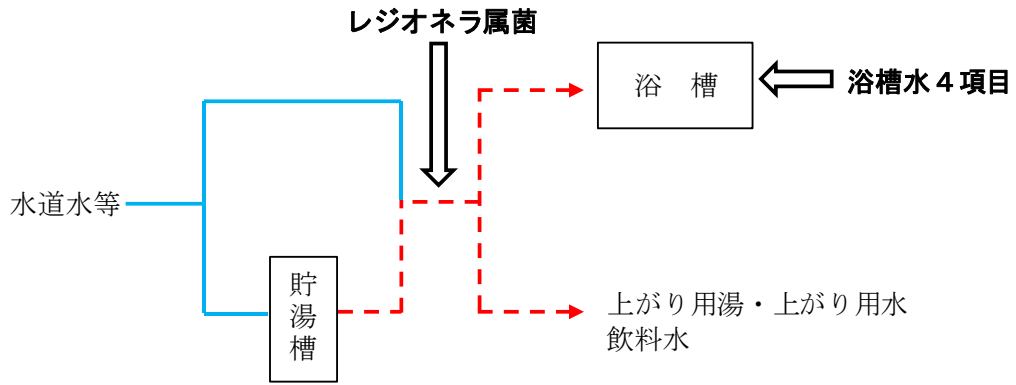 レジオネラ属菌
浴　槽
浴槽水４項目
水道水等
貯湯槽
上がり用湯・上がり用水
飲料水